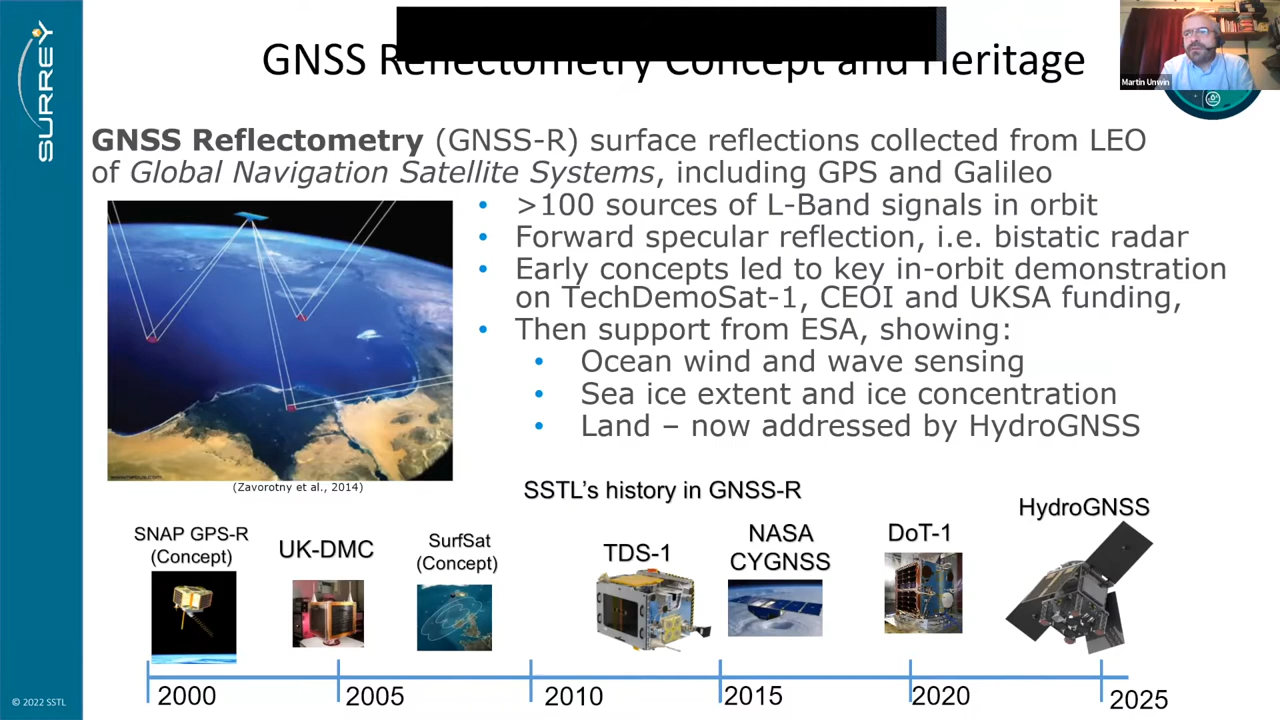 GNSS Reflectometry Concept and Heritage
Martin Unwin
SURREY
GNSS Reflectometry (GNSS-R) surface reflections collected from LEO
of Global Navigation Satellite Systems, including GPS and Galileo
• >100 sources of L-Band signals in orbit
• Forward specular reflection, i.e. bistatic radar
• Early concepts led to key in-orbit demonstration
on TechDemoSat-1, CEOI and UKSA funding,
• Then support from ESA, showing:
• Ocean wind and wave sensing
• Sea ice extent and ice concentration
• Land – now addressed by HydroGNSS
(Zavorotny et al., 2014)
SSTL's history in GNSS-R
SNAP GPS-R
(Concept)
UK-DMC
SurfSat
(Concept)
TDS-1
NASA
CYGNSS
DoT-1
HydroGNSS
2000
2005
2010
2015
2020
2025
© 2022 SSTL